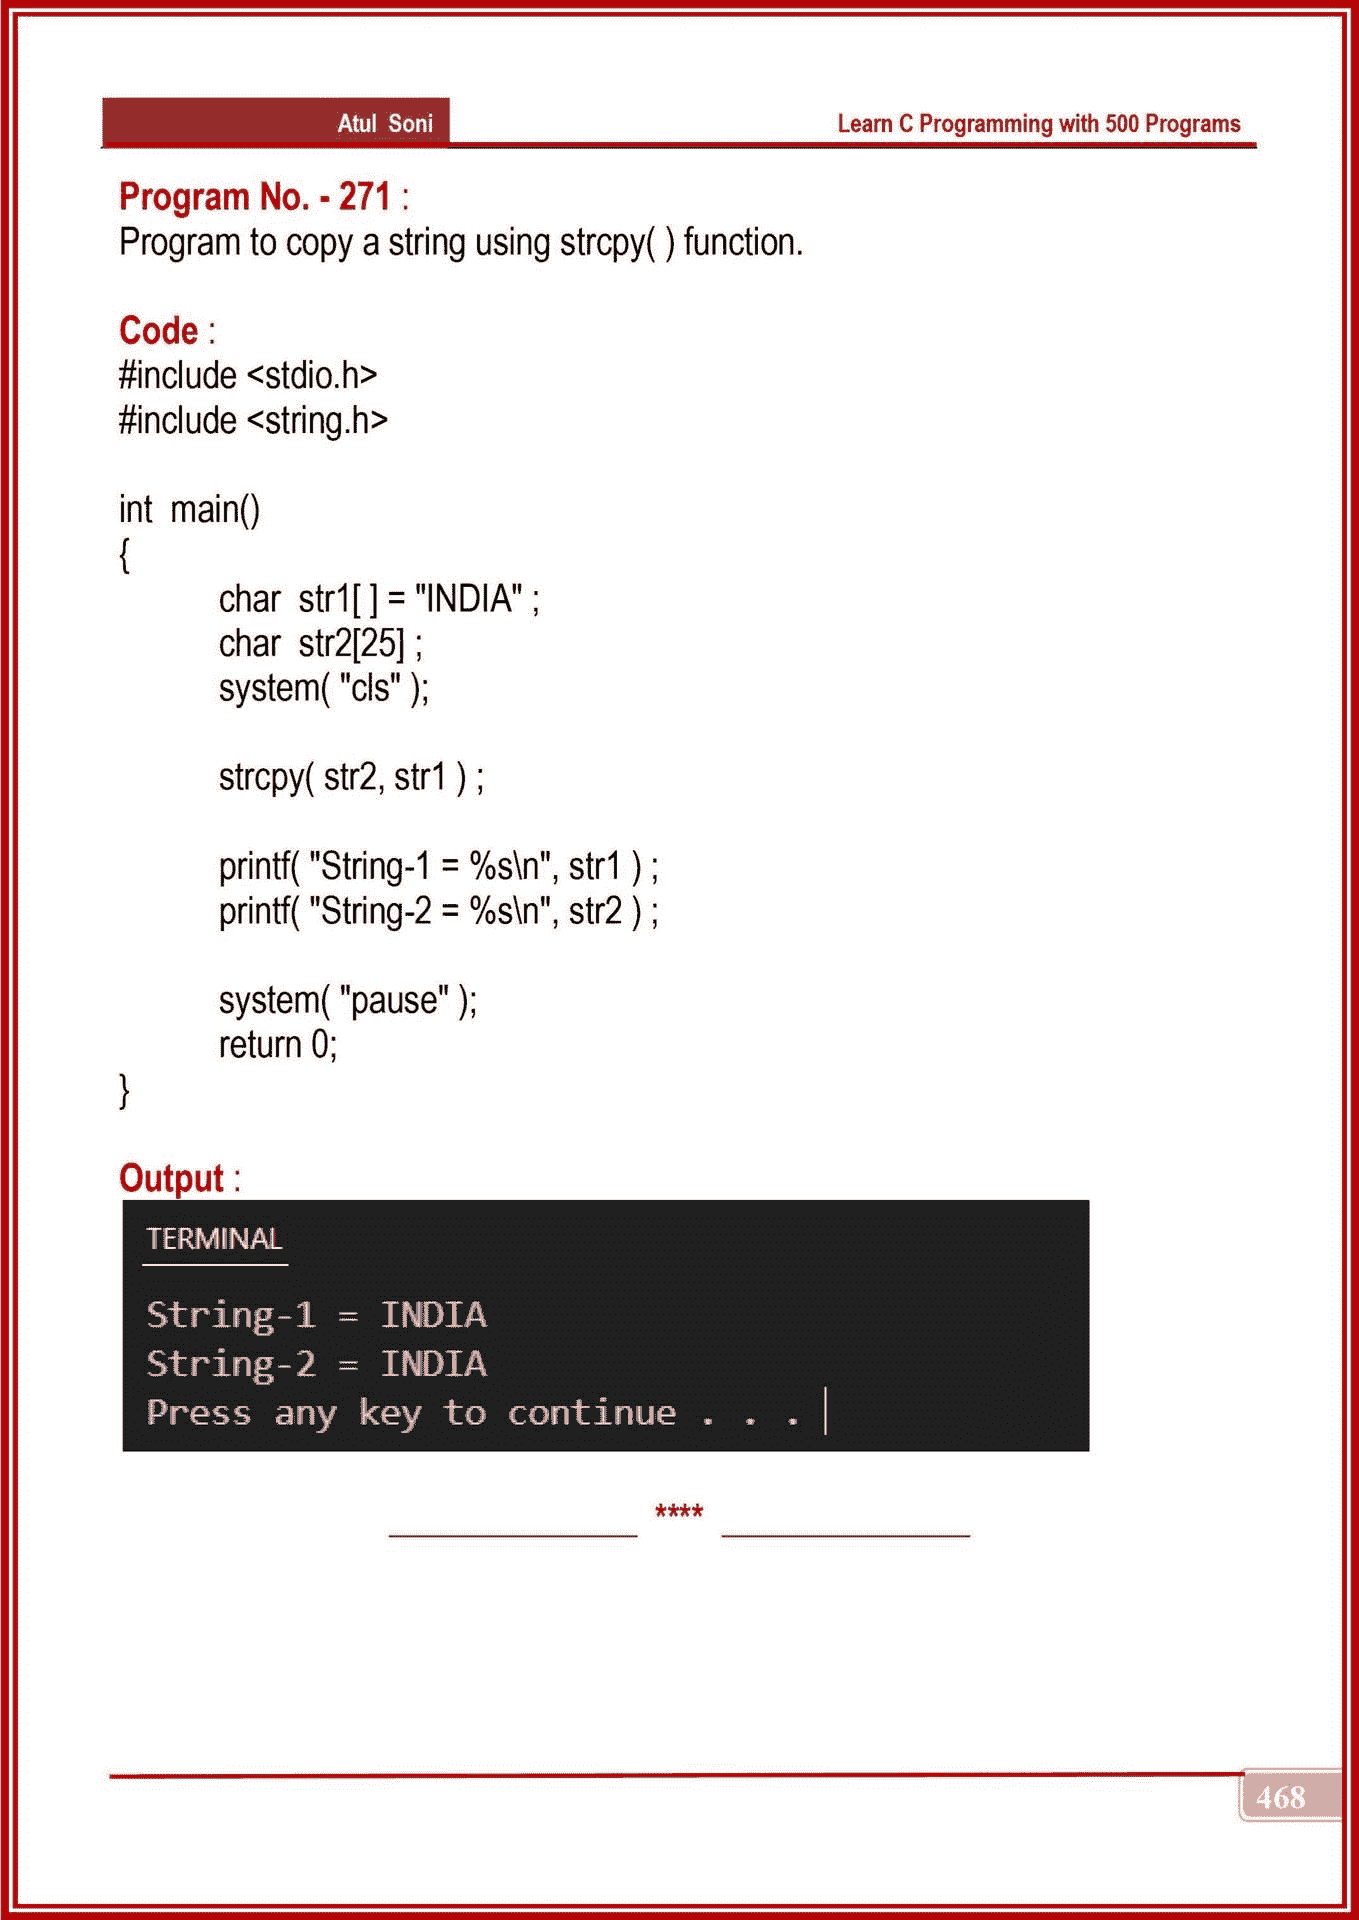 Atul Soni
Learn C Programming with 500 Programs
Program No. - 271 :
Program to copy a string using strcpy( ) function.
Code :
#include <stdio.h>
#include <string.h>
int main()
{
char str1[ ] = "INDIA" ;
char str2[25] ;
system( "cls" );
strcpy( str2, str1 ) ;
printf( "String-1 = %s\n", str1 ) ;
printf( "String-2 = %s\n", str2 ) ;
system( "pause" );
return 0;
}
Output :
TERMINAL
String-1 = INDIA
String-2 = INDIA
Press any key to continue . . .
****
468